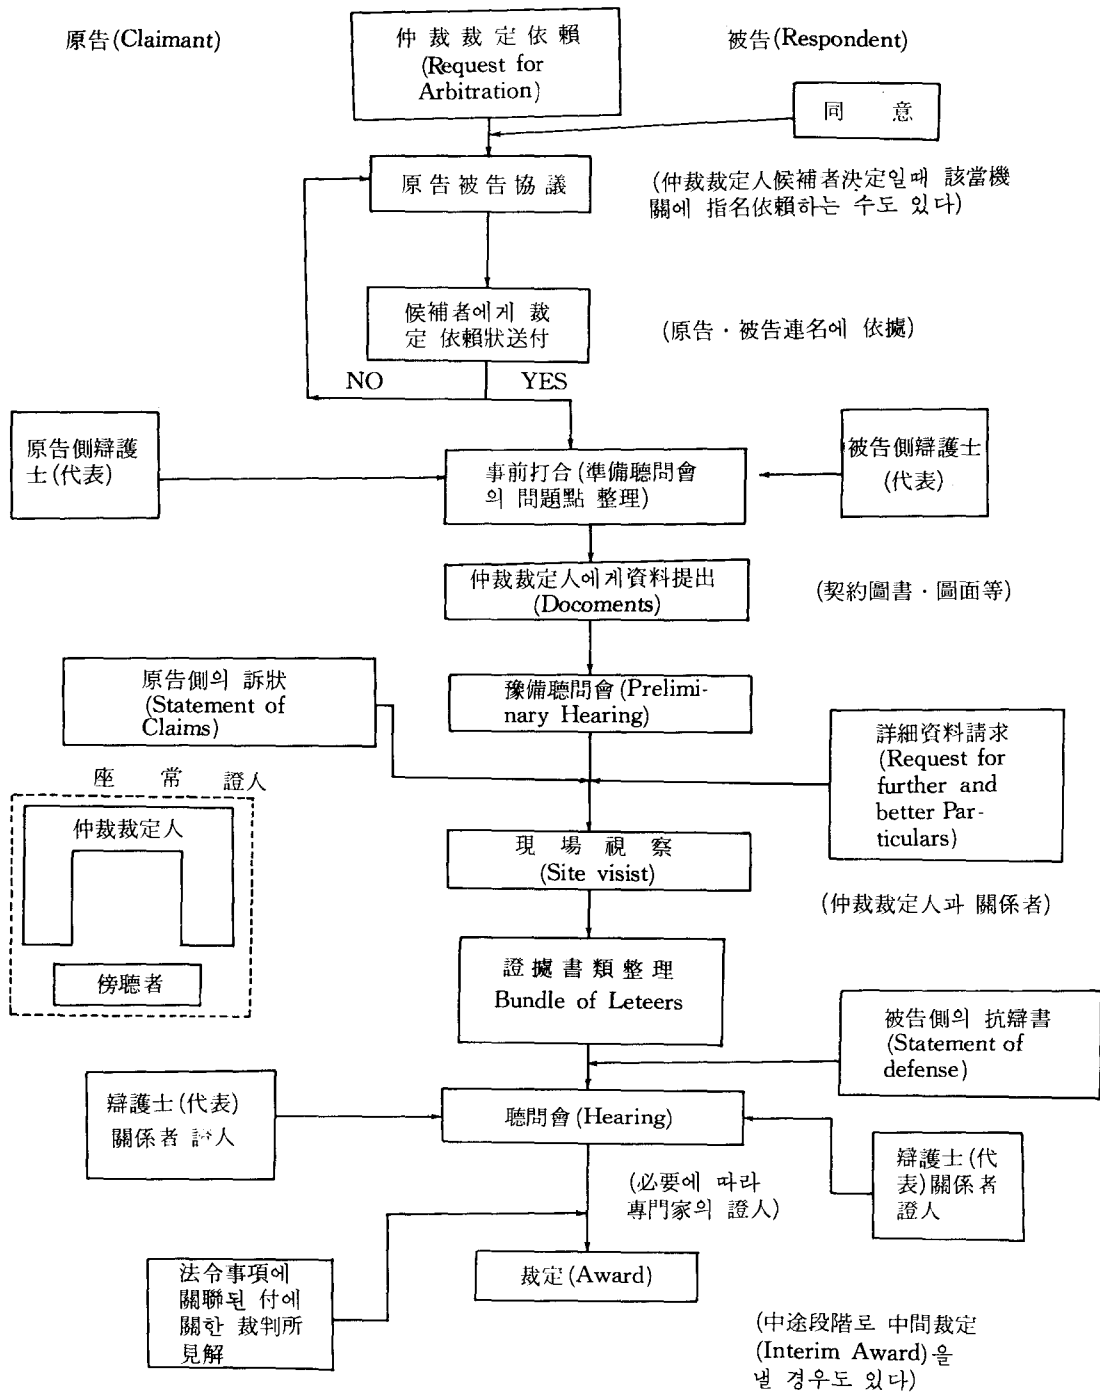 原告(Claimant)
仲裁裁定依賴
(Request for
Arbitration)
被告(Respondent)
同 意
原告被告協議
(仲裁裁定人候補者決定일때 該當機
關에 指名依賴하는 수도 있다)
候補者에게 裁
定 依賴狀送付
(原告·被告連名에 依據)
NO
YES
原告側辯護
士(代表)
事前打合(準備聽問會
의 問題點 整理)
被告側辯護士
(代表)
仲裁裁定人에게資料提出
(Docoments)
(契約圖書·圖面等)
原告側의 訴狀
(Statement of
Claims)
豫備聽問會(Prelimi-
nary Hearing)
詳細資料請求
(Request for
further and
better Par-
ticulars)
座 常 證人
仲裁裁定人
傍聽者
現 場 視 察
(Site visist)
(仲裁裁定人과 關係者)
證據書類整理
Bundle of Leteers
被告側의 抗辯書
(Statement of
defense)
辯護士(代表)
關係者 證人
聽問會(Hearing)
辯護士(代
表)關係者
證人
(必要에 따라
專門家의 證人)
法令事項에
關聯된 付에
關한 裁判所
見解
裁定(Award)
(中途段階로 中間裁定
(Interim Award)을
낼 경우도 있다)